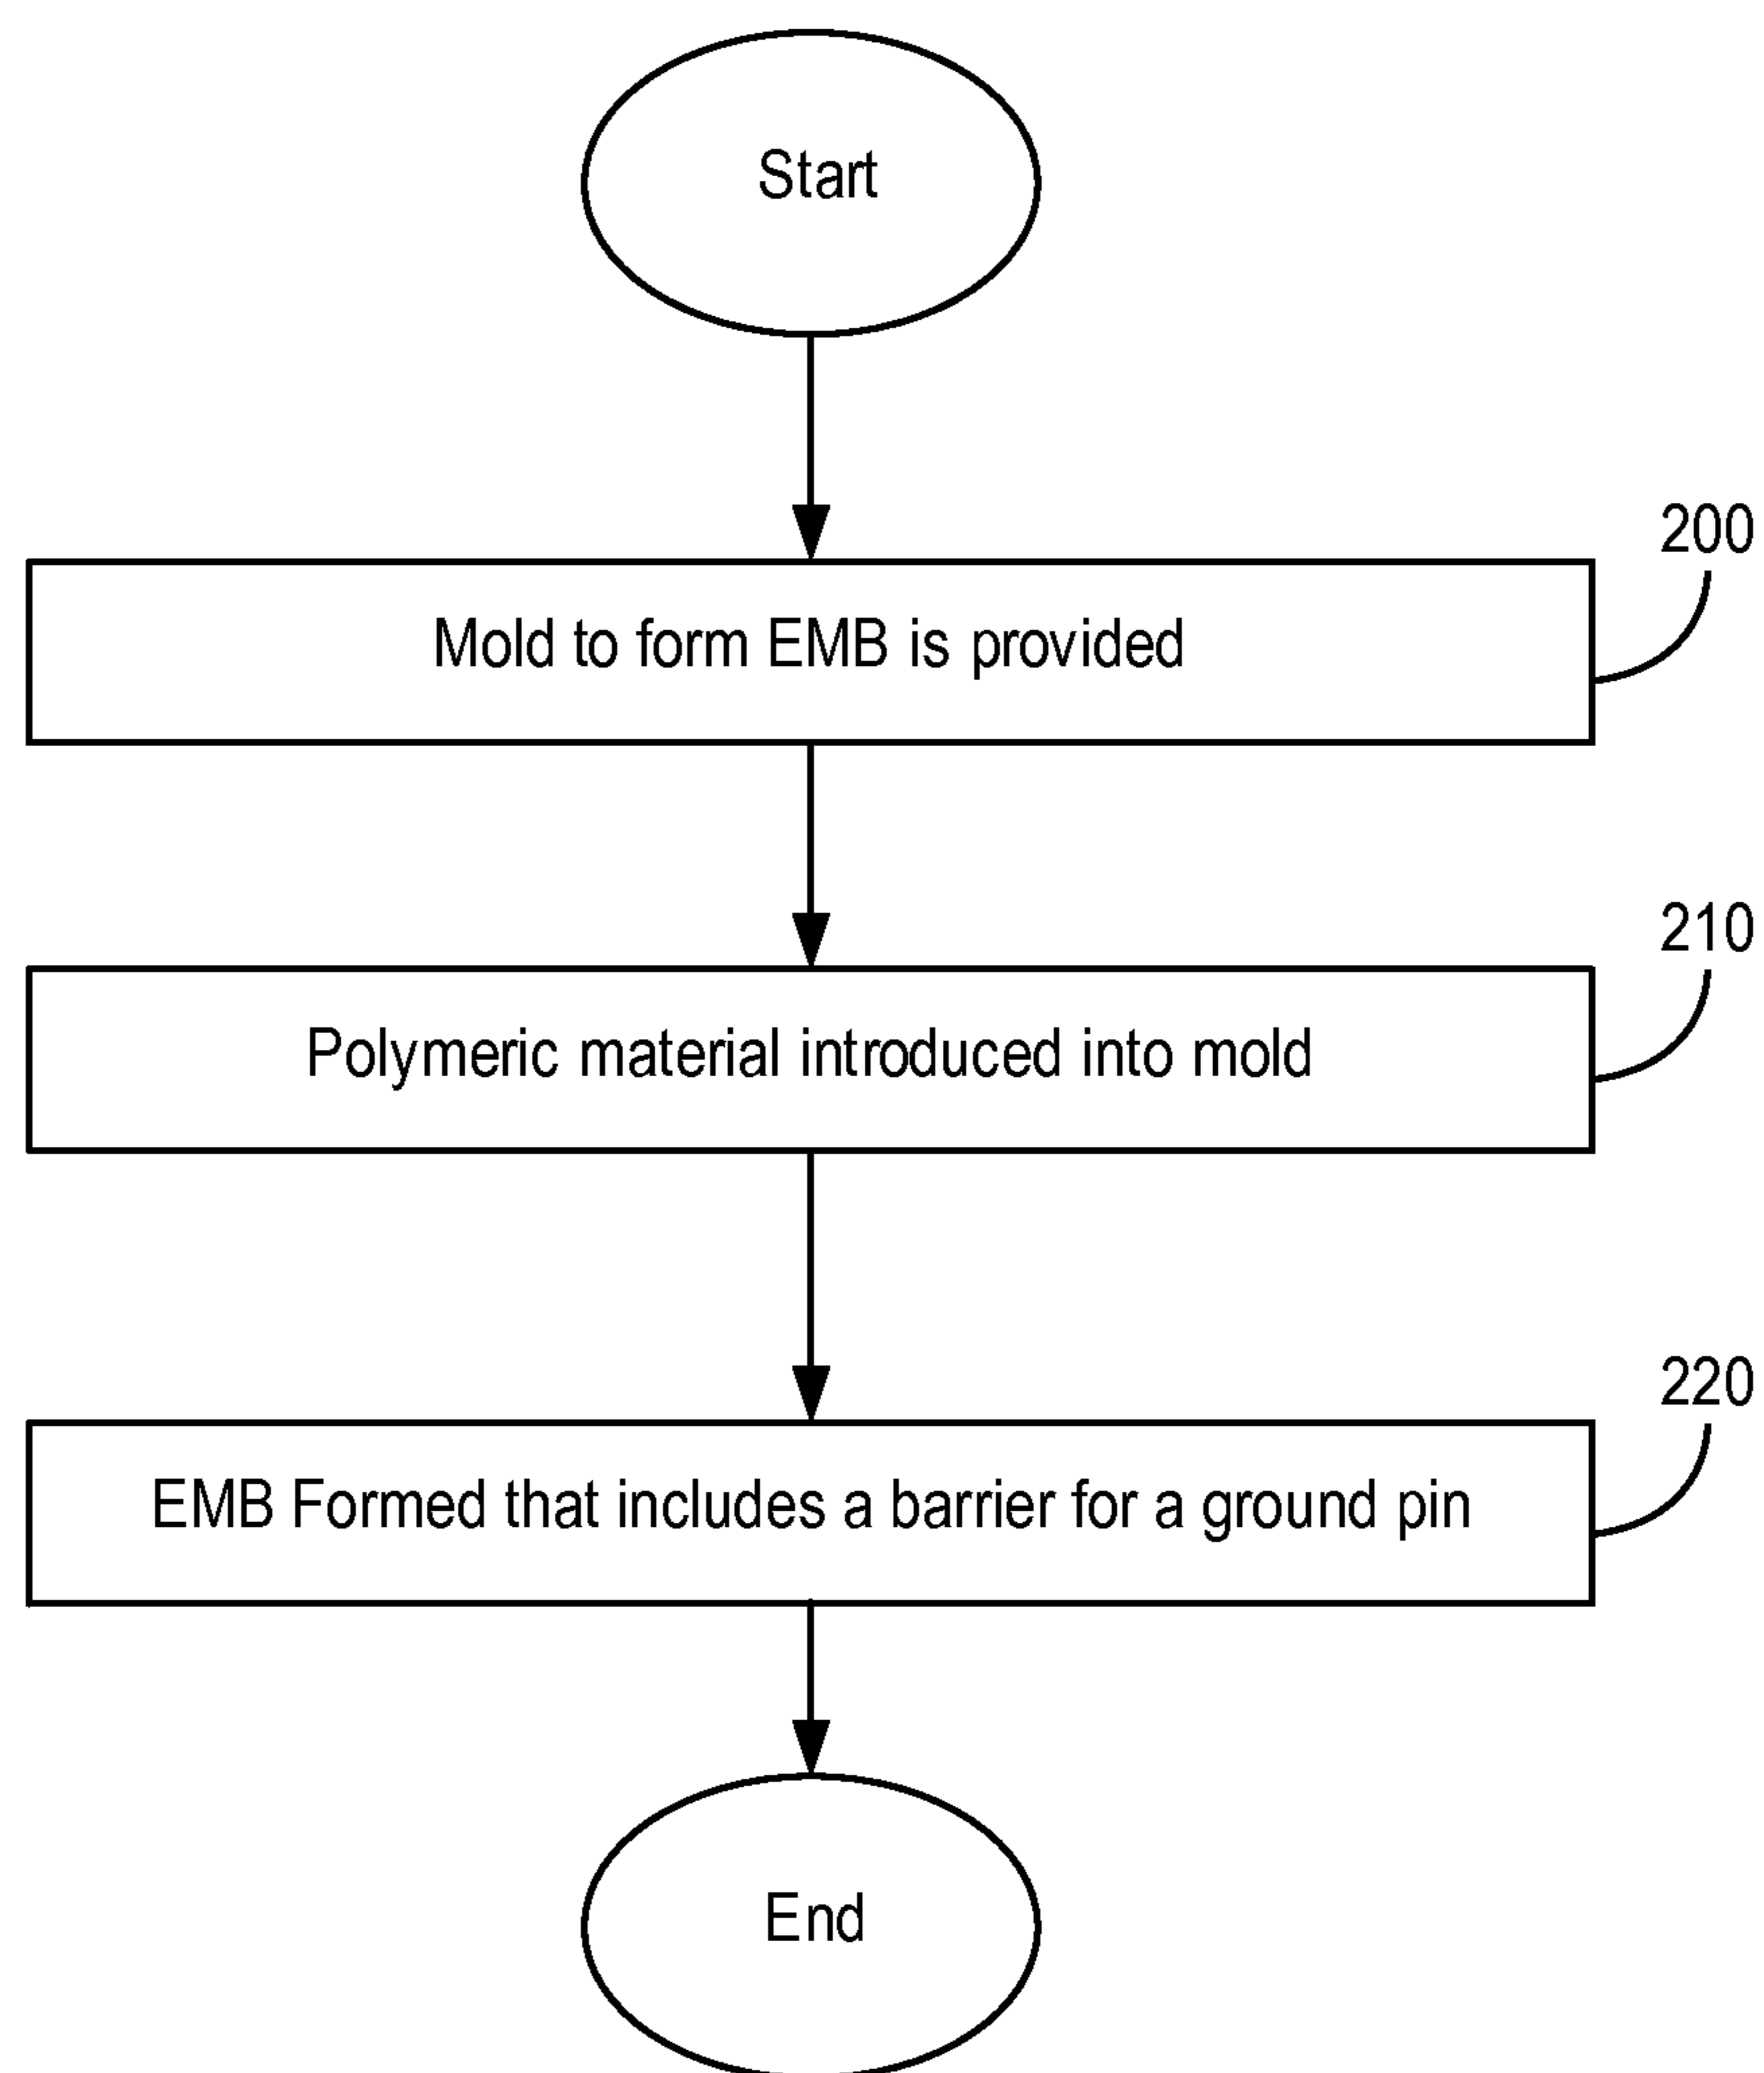 Start
200
Mold to form EMB is provided
210
Polymeric material introduced into mold
220
EMB Formed that includes a barrier for a ground pin
End